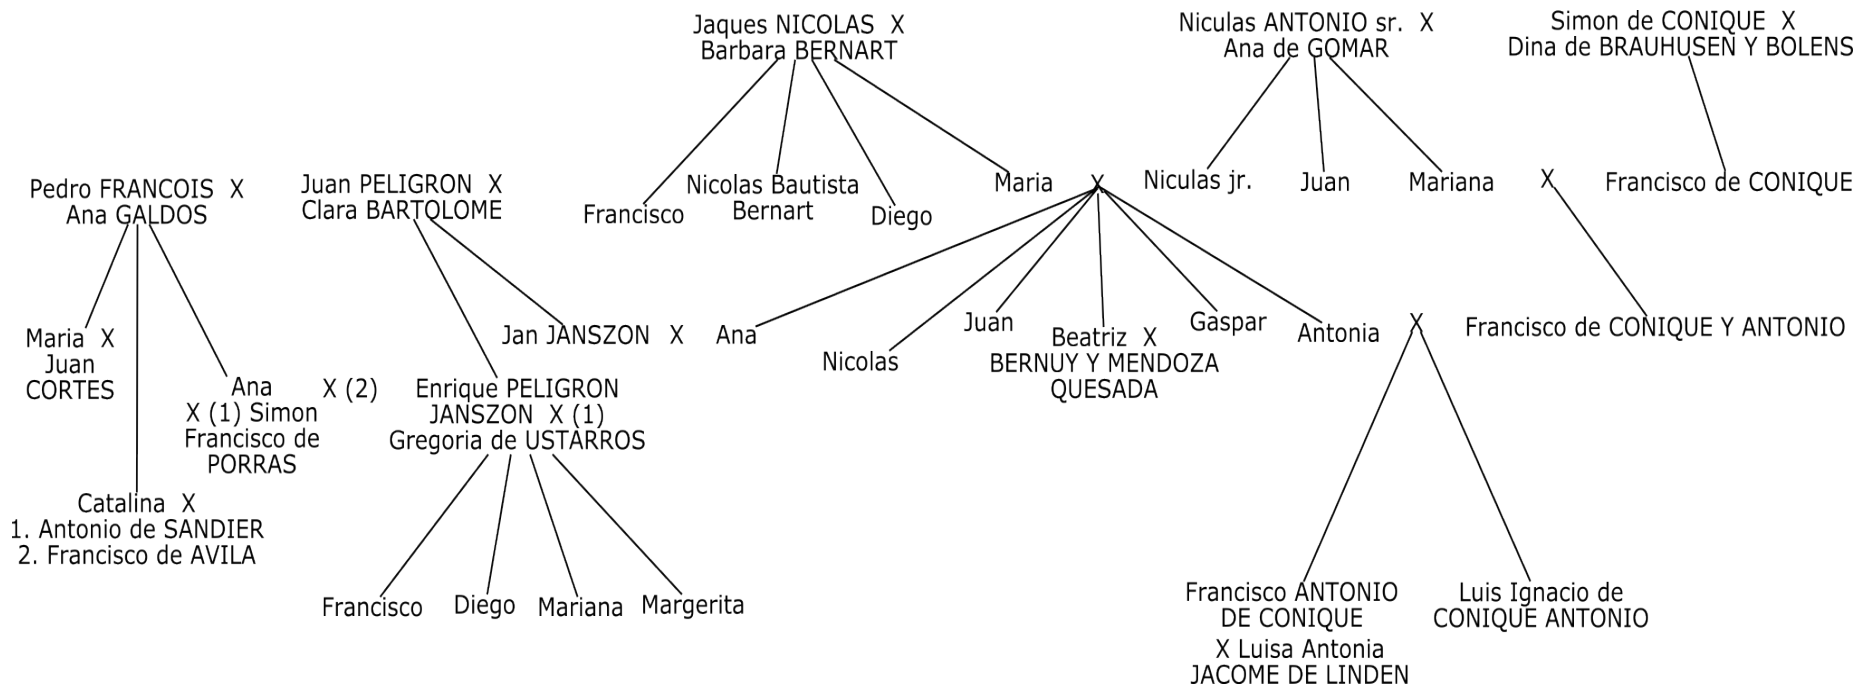 Jaques NICOLAS X
Barbara BERNART
Niculas ANTONIO sr. X
Ana de GOMAR
Simon de CONIQUE X
Dina de BRAUHUSEN Y BOLENS
Pedro FRANCOIS X
Ana GALDOS
Juan PELIGRON X
Clara BARTOLOME
Francisco
Nicolas Bautista
Bernart
Diego
Maria X
Niculas jr.
Juan
Mariana X Francisco de CONIQUE
Maria X
Juan
CORTES
Jan JANSZON X Ana
Nicolas
Juan
Beatriz X
BERNUY Y MENDOZA
QUESADA
Gaspar
Antonia X Francisco de CONIQUE Y ANTONIO
Ana X (2)
X (1) Simon
Francisco de
PORRAS
Enrique PELIGRON
JANSZON X (1)
Gregoria de USTARROS
Catalina X
1. Antonio de SANDIER
2. Francisco de AVILA
Francisco
Diego
Mariana
Margerita
Francisco ANTONIO
DE CONIQUE
X Luisa Antonia
JACOME DE LINDEN
Luis Ignacio de
CONIQUE ANTONIO